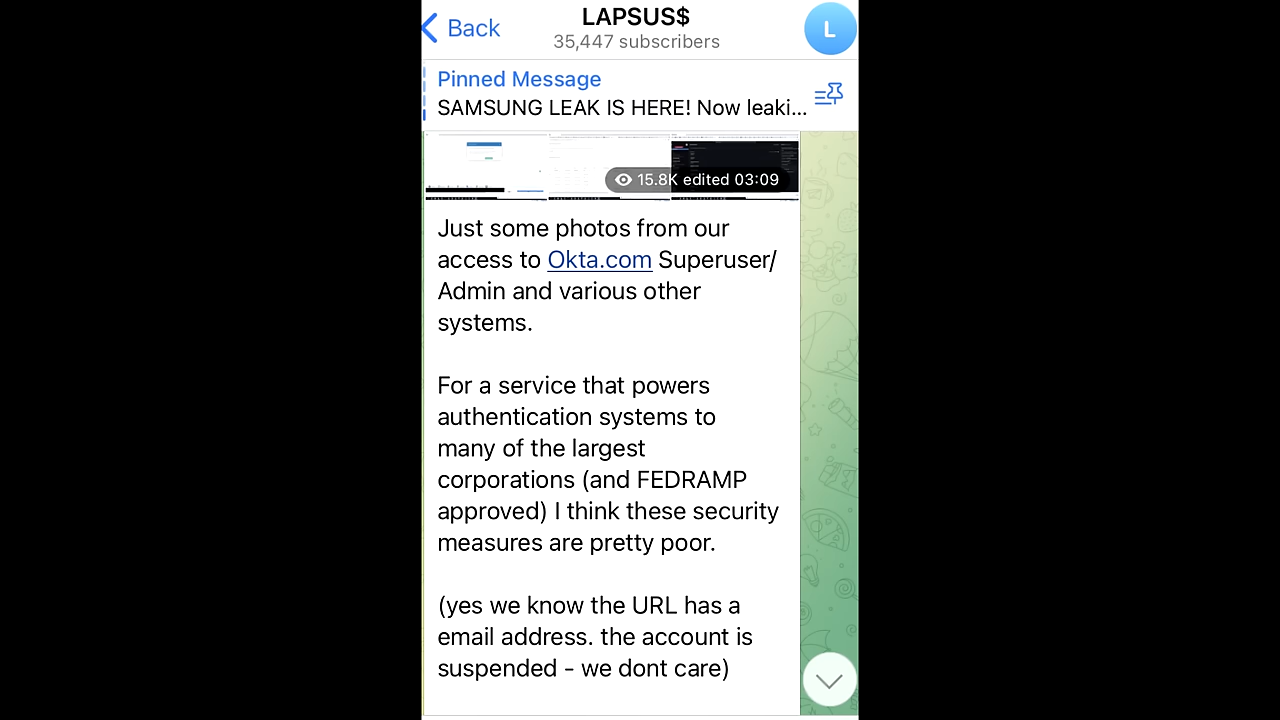 LAPSUS$
Back
35,447 subscribers
L
Pinned Message
SAMSUNG LEAK IS HERE! Now leaki...
15.8K edited 03:09
Just some photos from our
access to Okta.com Superuser/
Admin and various other
systems.
For a service that powers
authentication systems to
many of the largest
corporations (and FEDRAMP
approved) I think these security
measures are pretty poor.
(yes we know the URL has a
email address. the account is
suspended - we dont care)